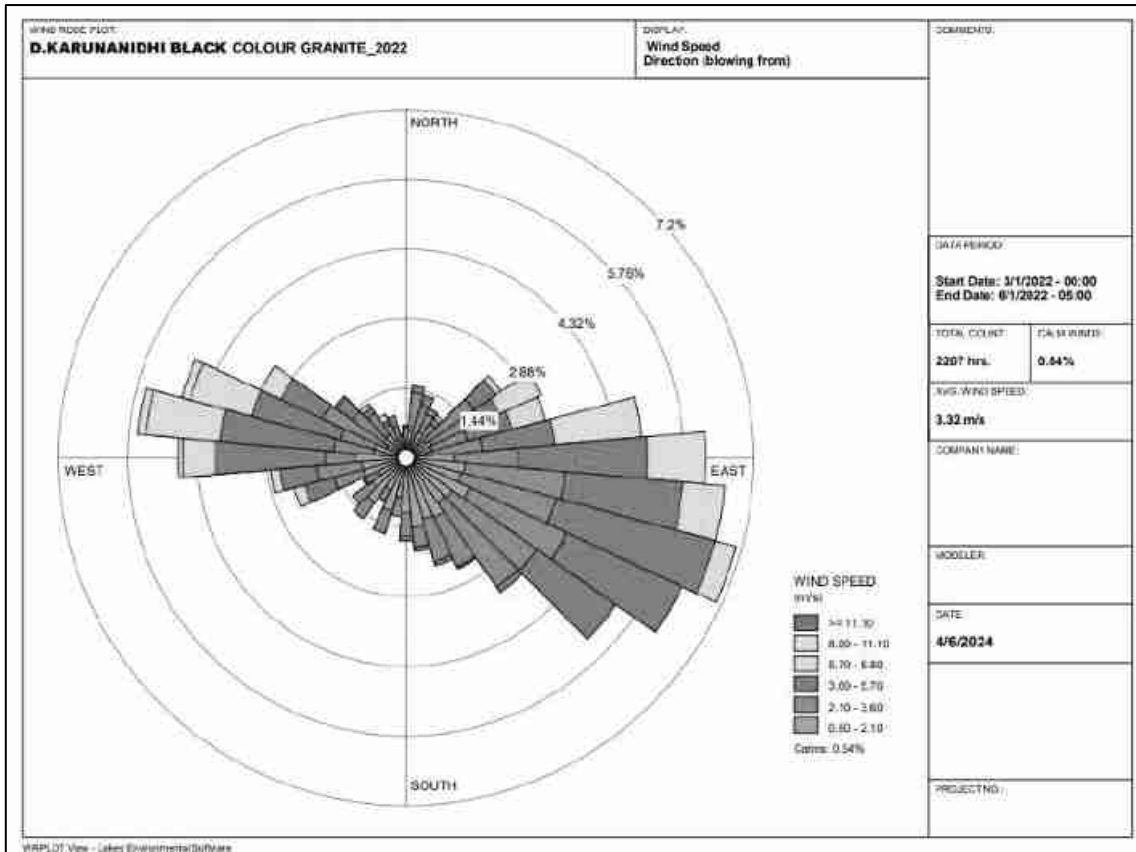 WIND ROSE PLOT:
D.KARUNANIDHI BLACK COLOUR GRANITE_2022
DISPLAY:
Wind Speed
Direction (blowing from)
COMMENTS:
NORTH
7.2%
5.76%
4.32%
2.88%
1.44%
WEST
EAST
SOUTH
WIND SPEED
(m/s)
>= 11.10
8.80 - 11.10
5.70 - 8.80
3.60 - 5.70
2.10 - 3.60
0.50 - 2.10
Calms: 0.54%
DATA PERIOD:
Start Date: 3/1/2022 - 00:00
End Date: 6/1/2022 - 05:00
TOTAL COUNT:
CALM WINDS:
2207 hrs.
0.54%
AVG. WIND SPEED:
3.32 m/s
COMPANY NAME:
MODELER:
DATE:
4/6/2024
PROJECT NO.:
WRPLOT View - Lakes Environmental Software